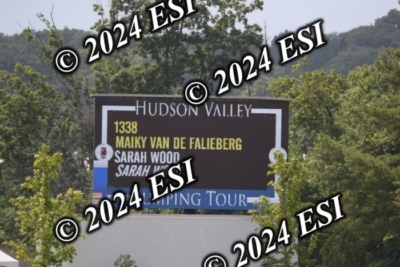 © 2024 ESI
© 2024 ESI
HUDSON VALLEY
1338
MAIKY VAN DE FALIEBERG
SARAH WOOD
SARAH
© 2024 ESI
JUMPING TOUR
© 2024 ESI
© 2024 ESI